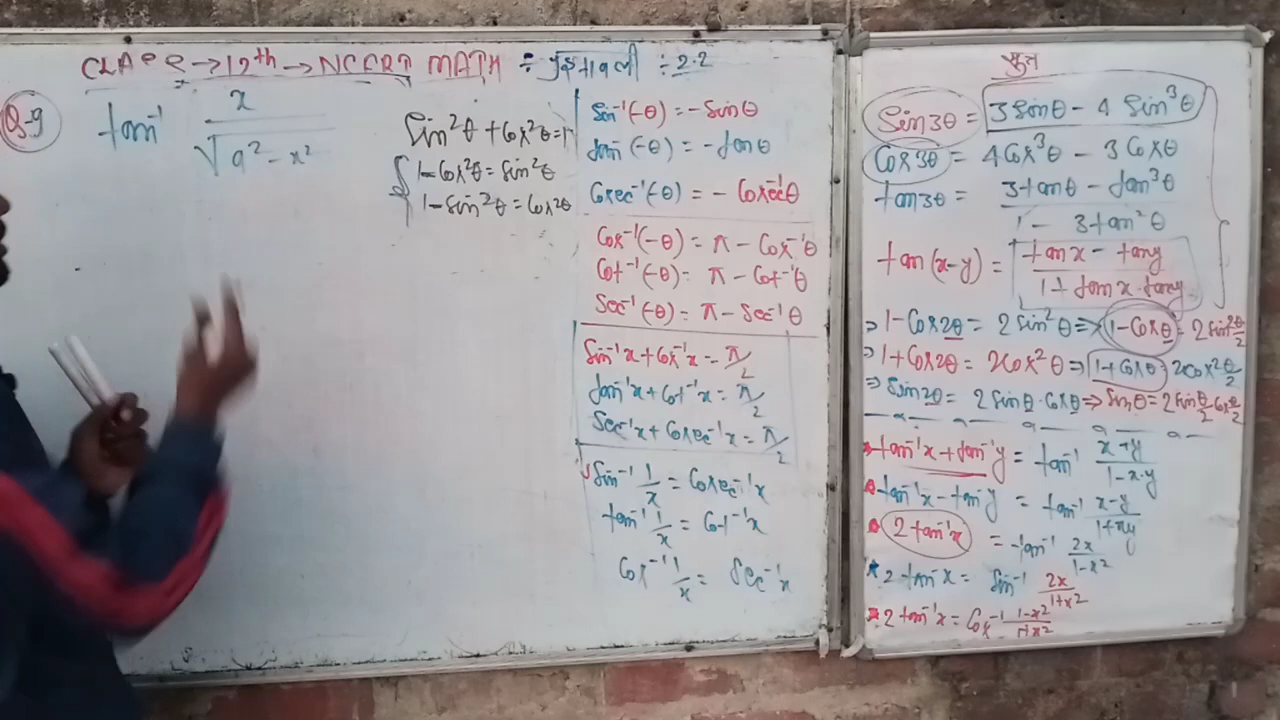 CLASS → 12th → NCERT MATH ÷ प्रश्नावली ÷ 2.2
Q-9 tan⁻¹ x/√(a² - x²)
Sin²θ + Cos²θ = 1
1 - Cos²θ = Sin²θ
1 - Sin²θ = Cos²θ
Sin⁻¹(-θ) = - Sinθ
tan⁻¹(-θ) = - tanθ
Cosec⁻¹(-θ) = - Cosec⁻¹θ
Cos⁻¹(-θ) = π - Cos⁻¹θ
Cot⁻¹(-θ) = π - Cot⁻¹θ
Sec⁻¹(-θ) = π - Sec⁻¹θ
Sin⁻¹x + Cos⁻¹x = π/2
tan⁻¹x + Cot⁻¹x = π/2
Sec⁻¹x + Cosec⁻¹x = π/2
Sin⁻¹ 1/x = Cosec⁻¹x
tan⁻¹ 1/x = Cot⁻¹x
Cos⁻¹ 1/x = Sec⁻¹x
सूत्र
Sin3θ = 3Sinθ - 4Sin³θ
Cos3θ = 4Cos³θ - 3Cosθ
tan3θ = (3tanθ - tan³θ)/(1 - 3tan²θ)
tan(x-y) = (tanx - tany)/(1 + tanx.tany)
⇒ 1 - Cos2θ = 2Sin²θ ⇒ 1 - Cosθ = 2Sin²θ/2
⇒ 1 + Cos2θ = 2Cos²θ ⇒ 1 + Cosθ = 2Cos²θ/2
⇒ Sin2θ = 2Sinθ.Cosθ ⇒ Sinθ = 2Sinθ/2 Cosθ/2
tan⁻¹x + tan⁻¹y = tan⁻¹ (x+y)/(1-x.y)
tan⁻¹x - tan⁻¹y = tan⁻¹ (x-y)/(1+xy)
2tan⁻¹x = tan⁻¹ 2x/(1-x²)
2tan⁻¹x = Sin⁻¹ 2x/(1+x²)
2tan⁻¹x = Cos⁻¹ (1-x²)/(1+x²)